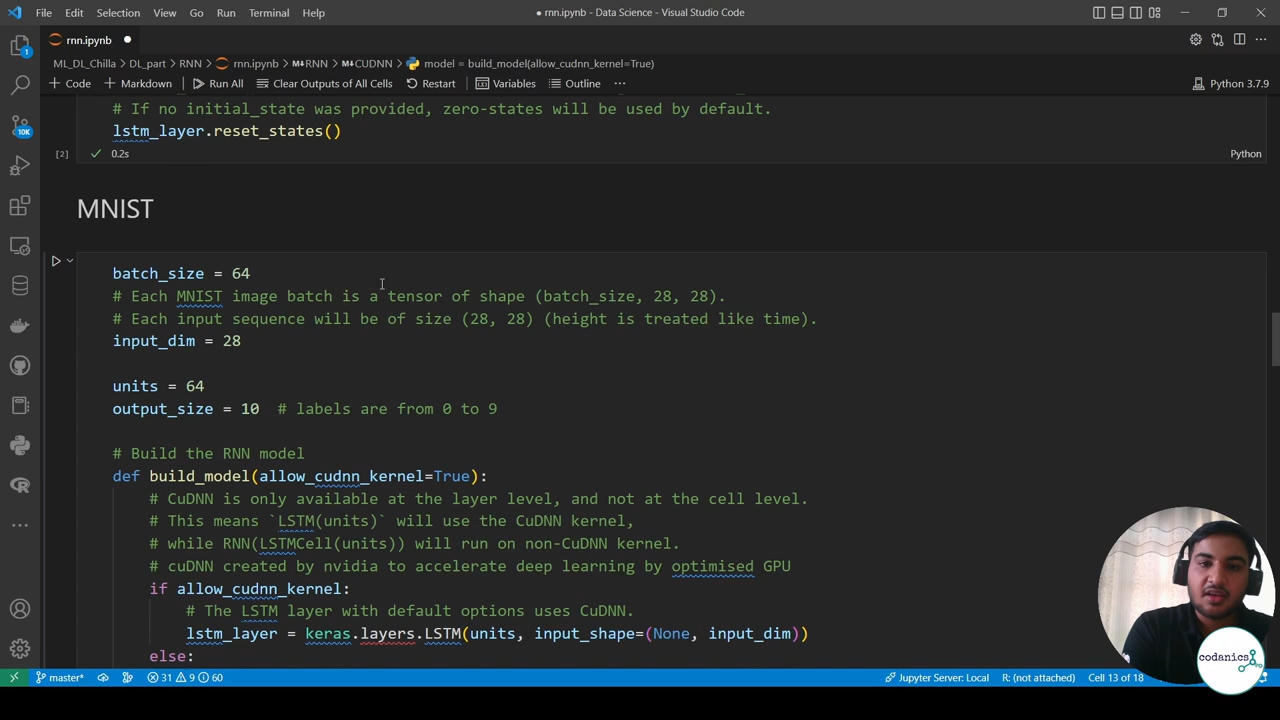 File Edit Selection View Go Run Terminal Help
● rnn.ipynb - Data Science - Visual Studio Code
rnn.ipynb ●
ML_DL_Chilla > DL_part > RNN > rnn.ipynb > M↓RNN > M↓CUDNN > model = build_model(allow_cudnn_kernel=True)
+ Code + Markdown Run All Clear Outputs of All Cells Restart Variables Outline ··· Python 3.7.9
# If no initial_state was provided, zero-states will be used by default.
lstm_layer.reset_states()
[2] ✓ 0.2s Python
MNIST
batch_size = 64
# Each MNIST image batch is a tensor of shape (batch_size, 28, 28).
# Each input sequence will be of size (28, 28) (height is treated like time).
input_dim = 28
units = 64
output_size = 10 # labels are from 0 to 9
# Build the RNN model
def build_model(allow_cudnn_kernel=True):
# CuDNN is only available at the layer level, and not at the cell level.
# This means `LSTM(units)` will use the CuDNN kernel,
# while RNN(LSTMCell(units)) will run on non-CuDNN kernel.
# cuDNN created by nvidia to accelerate deep learning by optimised GPU
if allow_cudnn_kernel:
# The LSTM layer with default options uses CuDNN.
lstm_layer = keras.layers.LSTM(units, input_shape=(None, input_dim))
else:
1
10K
codanics
master* 31 9 60 Jupyter Server: Local R: (not attached) Cell 13 of 18